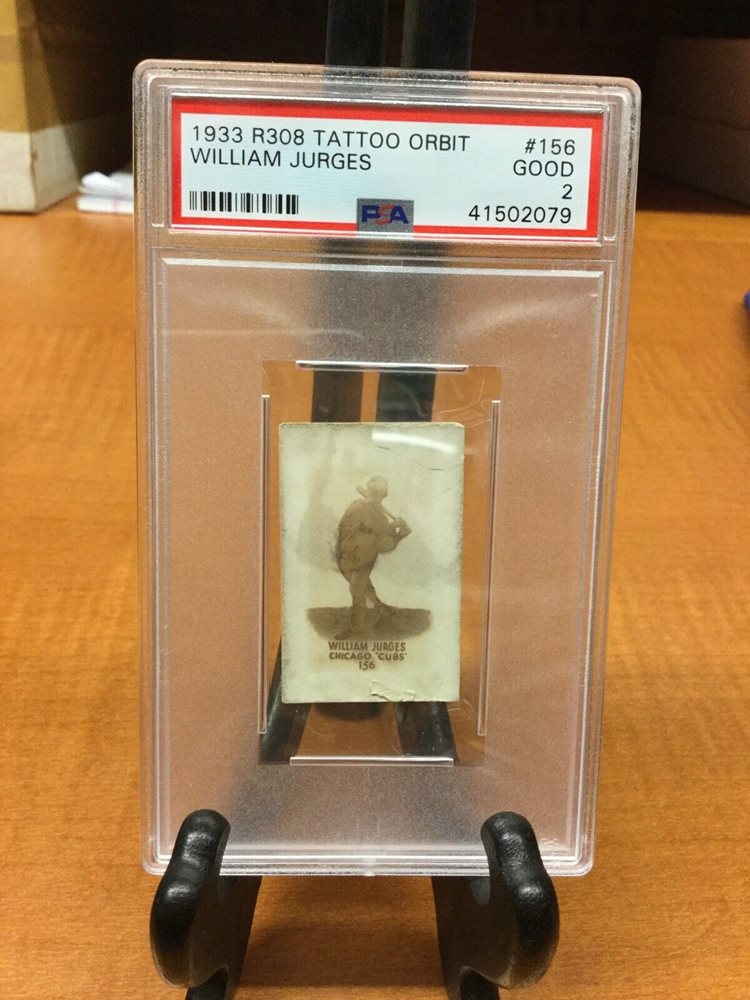 1933 R308 TATTOO ORBIT #156
WILLIAM JURGES GOOD
2
PSA 41502079
WILLIAM JURGES
CHICAGO "CUBS"
156